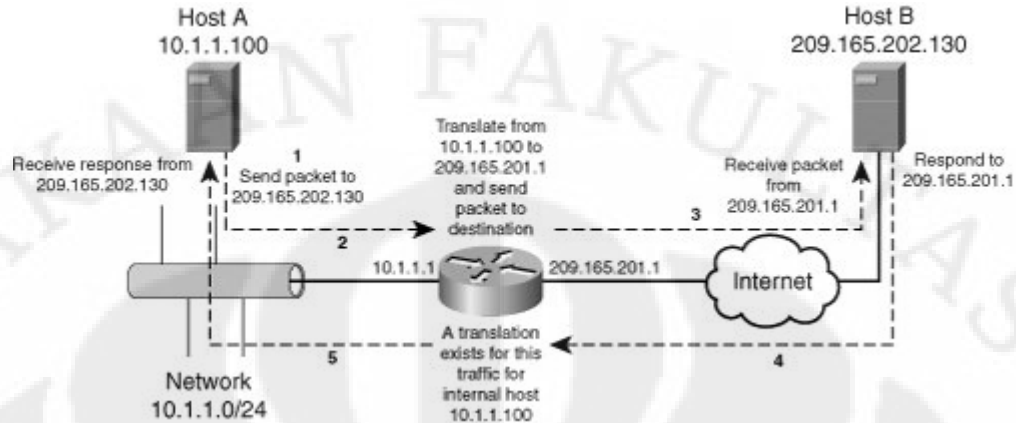 Host A
10.1.1.100
Host B
209.165.202.130
Receive response from
209.165.202.130
1
Send packet to
209.165.202.130
Translate from
10.1.1.100 to
209.165.201.1
and send
packet to
destination
Receive packet
from
209.165.201.1
Respond to
209.165.201.1
2
3
10.1.1.1
209.165.201.1
Internet
5
A translation
exists for this
traffic for
internal host
10.1.1.100
4
Network
10.1.1.0/24